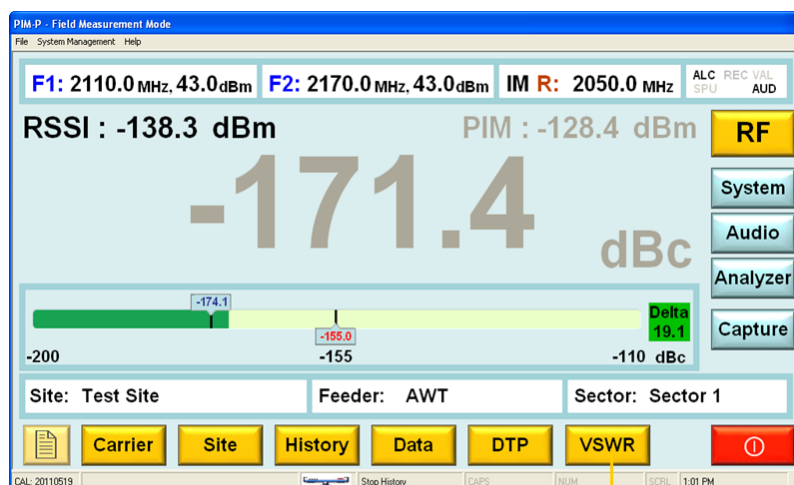 PIM-P - Field Measurement Mode
File System Management Help
F1: 2110.0 MHz, 43.0dBm F2: 2170.0 MHz, 43.0dBm IM R: 2050.0 MHz ALC REC VAL
SPU AUD
RSSI : -138.3 dBm PIM : -128.4 dBm RF
-171.4 dBc
System
Audio
Analyzer
-174.1
Delta
19.1
-155.0
Capture
-200 -155 -110 dBc
Site: Test Site Feeder: AWT Sector: Sector 1
Carrier Site History Data DTP VSWR
CAL: 20110519 Stop History CAPS NUM SCRL 1:01 PM